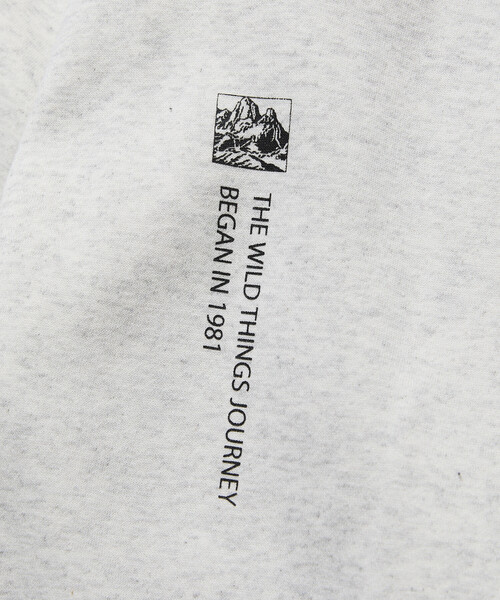 THE WILD THINGS JOURNEY
BEGAN IN 1981